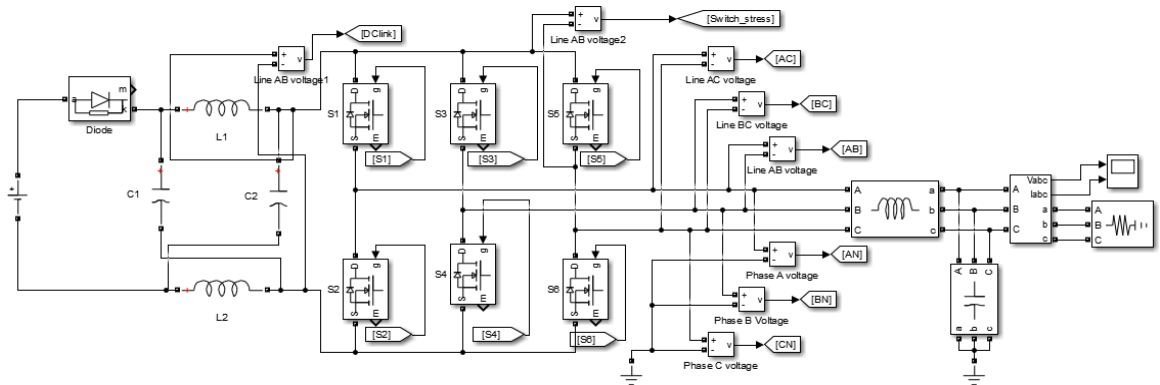 [DClink]
Line AB voltage1
Line AB voltage2
[Switch_stress]
Line AC voltage
[AC]
Line BC voltage
[BC]
Line AB voltage
[AB]
Diode
a
m
k
L1
C1
C2
L2
S1
D
g
S
E
[S1]
S3
D
g
S
E
[S3]
S5
D
g
S
E
[S5]
S2
D
g
S
E
[S2]
S4
D
g
S
E
[S4]
S6
D
g
S
E
[S6]
Phase A voltage
[AN]
Phase B Voltage
[BN]
Phase C voltage
[CN]
+ - v
+ - v
+ - v
+ - v
+ - v
+ - v
+ - v
+ - v
A
B
C
a
b
c
A
B
C
Vabc
Iabc
a
b
c
A
B
C
A B C
a b c